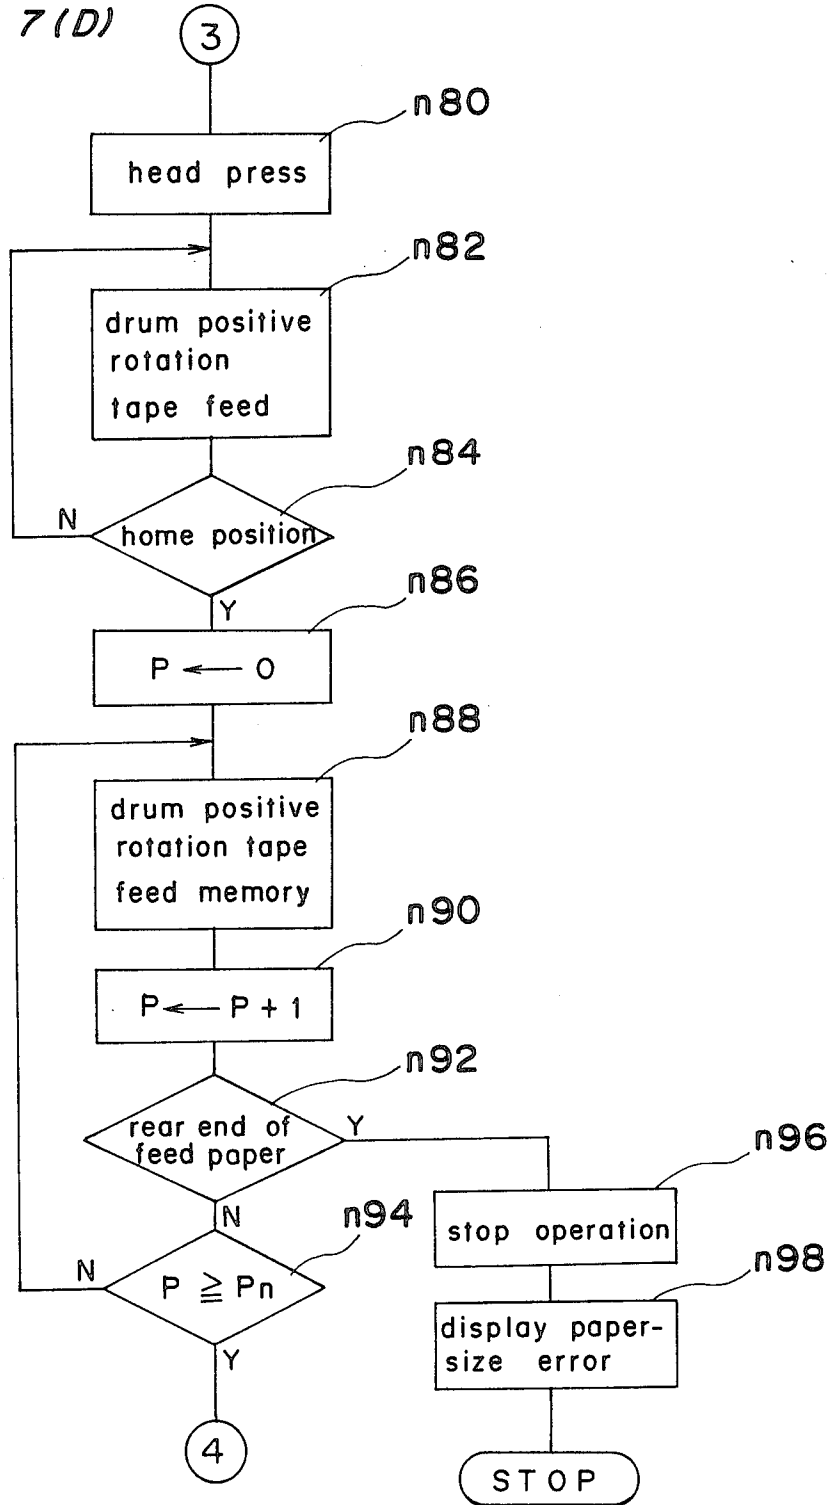 7(D)
3
n80
head press
n82
drum positive
rotation
tape feed
n84
N
home position
Y
n86
P ← 0
n88
drum positive
rotation tape
feed memory
n90
P ← P + 1
n92
rear end of
feed paper
Y
n96
stop operation
N
n94
N
P ≧ Pn
n98
display paper-
size error
Y
4
STOP